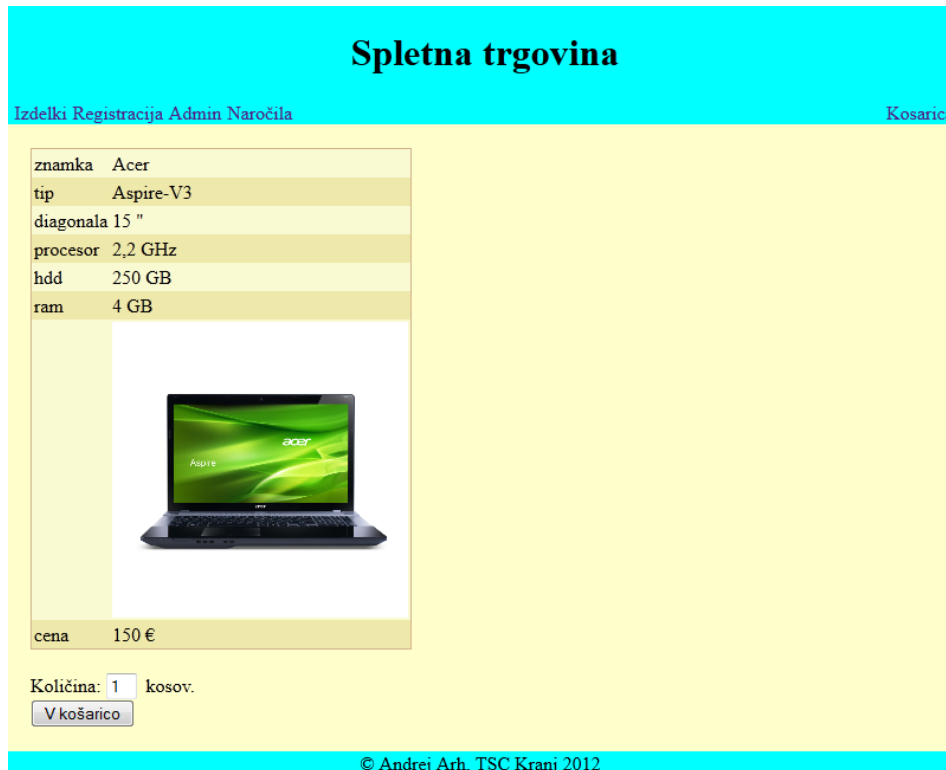 Spletna trgovina
Izdelki Registracija Admin Naročila Kosaric
znamka Acer
tip Aspire-V3
diagonala 15 "
procesor 2,2 GHz
hdd 250 GB
ram 4 GB
acer
Aspire
acer
cena 150 €
Količina: 1 kosov.
V košarico
© Andrej Arh, TSC Kranj 2012